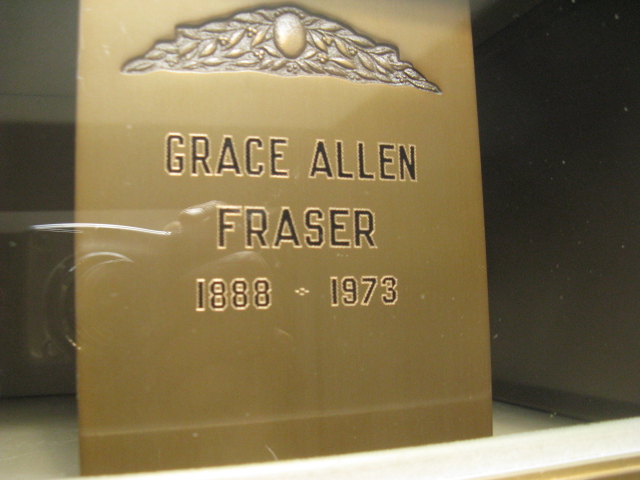 GRACE ALLEN
FRASER
1888 - 1973